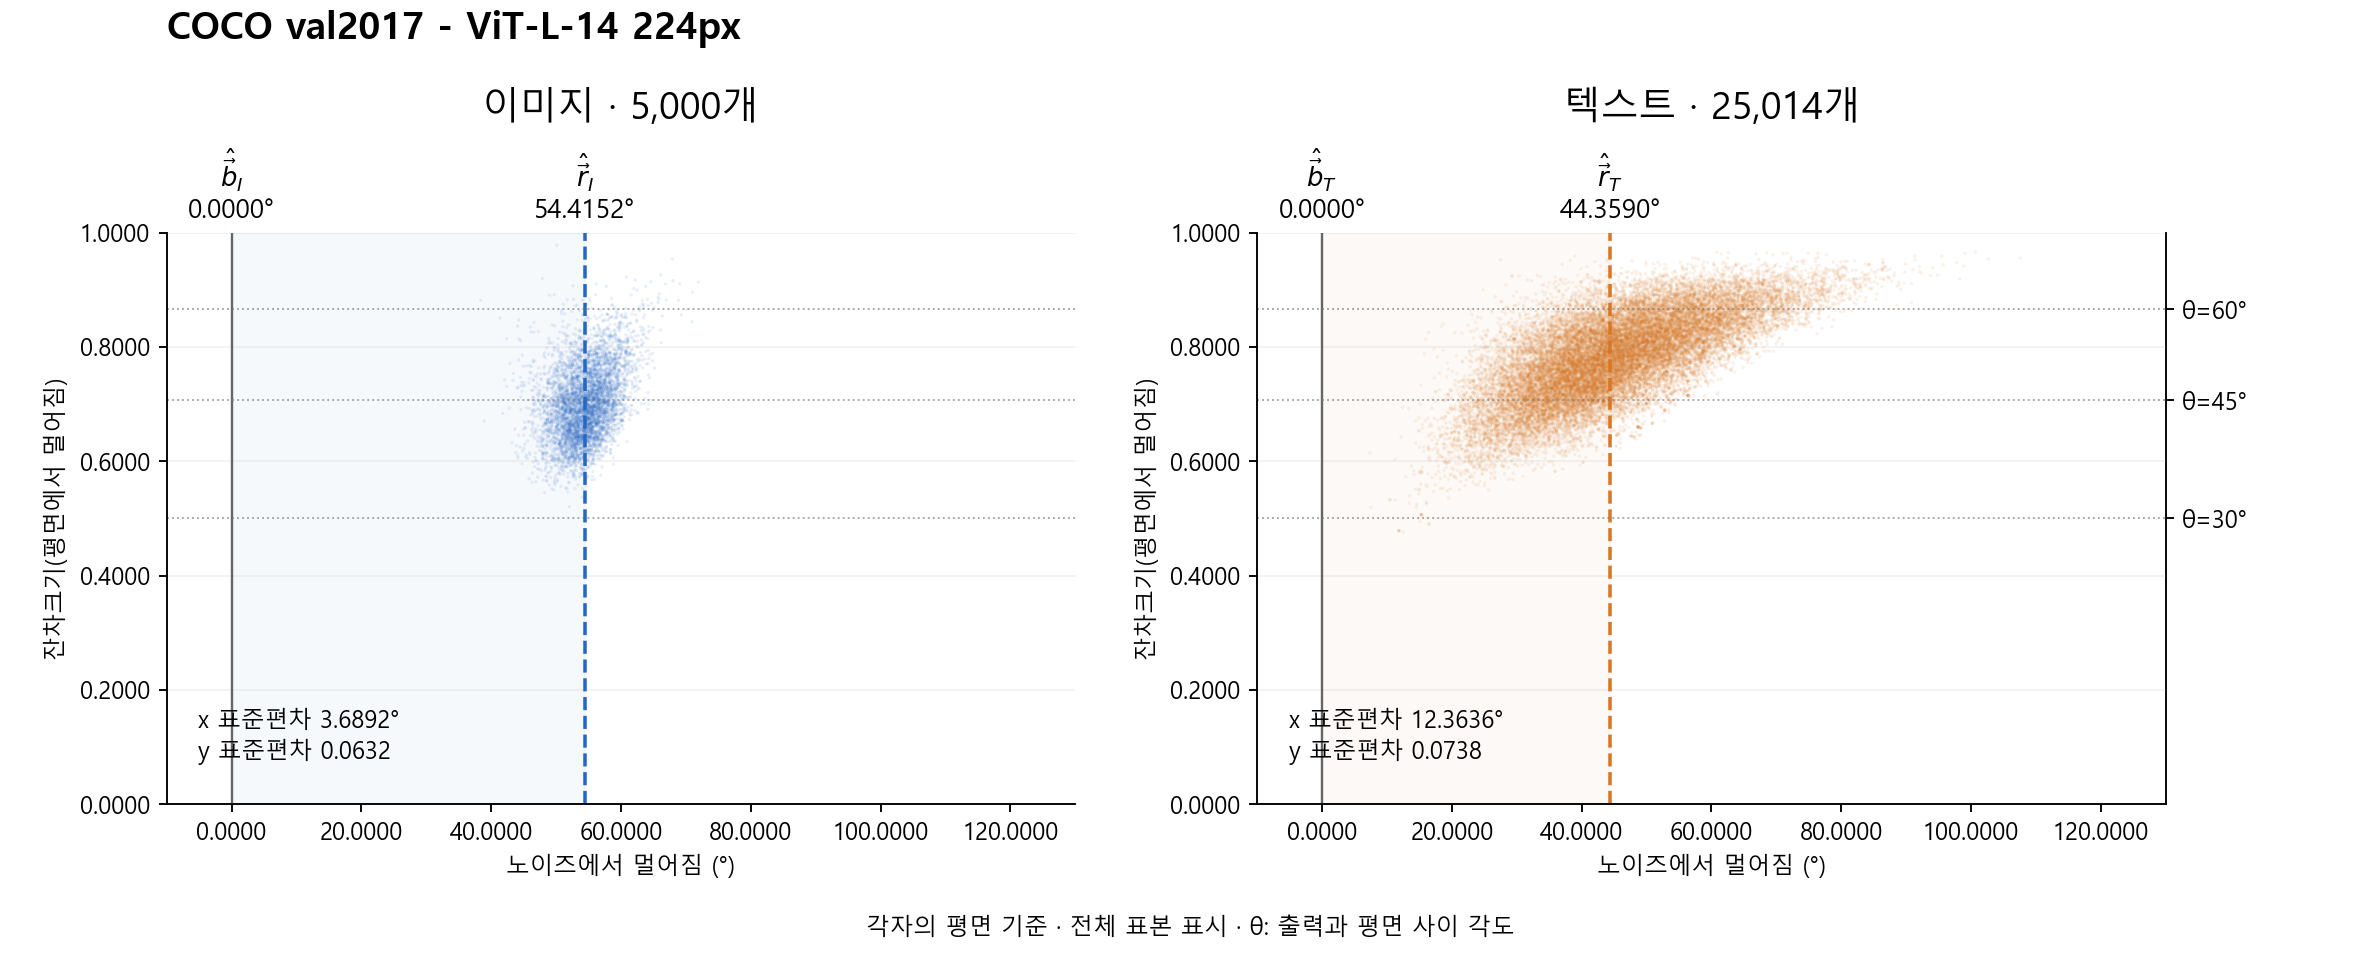 COCO val2017 - ViT-L-14 224px
이미지 · 5,000개
b̂⃗_I
r̂⃗_I
0.0000°
54.4152°
1.0000
0.8000
0.6000
0.4000
0.2000
0.0000
잔차크기(평면에서 멀어짐)
x 표준편차 3.6892°
y 표준편차 0.0632
0.0000 20.0000 40.0000 60.0000 80.0000 100.0000 120.0000
노이즈에서 멀어짐 (°)
텍스트 · 25,014개
b̂⃗_T
r̂⃗_T
0.0000°
44.3590°
1.0000
0.8000
0.6000
0.4000
0.2000
0.0000
잔차크기(평면에서 멀어짐)
θ=60°
θ=45°
θ=30°
x 표준편차 12.3636°
y 표준편차 0.0738
0.0000 20.0000 40.0000 60.0000 80.0000 100.0000 120.0000
노이즈에서 멀어짐 (°)
각자의 평면 기준 · 전체 표본 표시 · θ: 출력과 평면 사이 각도